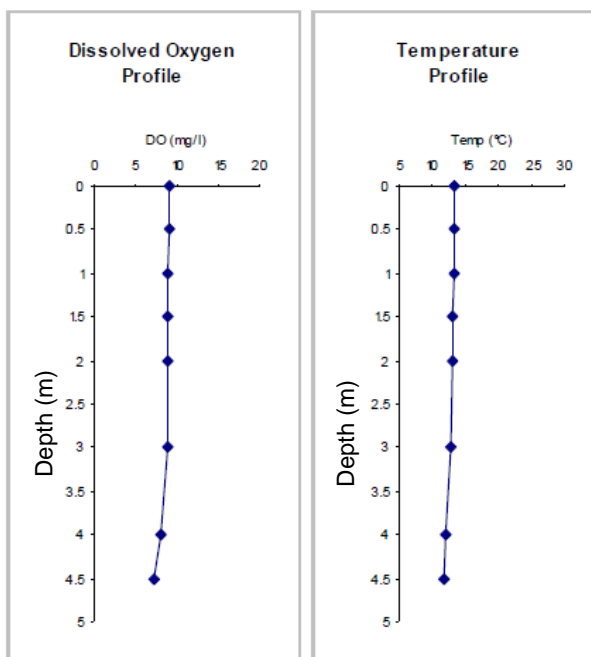 Dissolved Oxygen
Profile
DO (mg/l)
0 5 10 15 20
0
0.5
1
1.5
2
2.5
3
3.5
4
4.5
5
Depth (m)
Temperature
Profile
Temp (°C)
5 10 15 20 25 30
0
0.5
1
1.5
2
2.5
3
3.5
4
4.5
5
Depth (m)